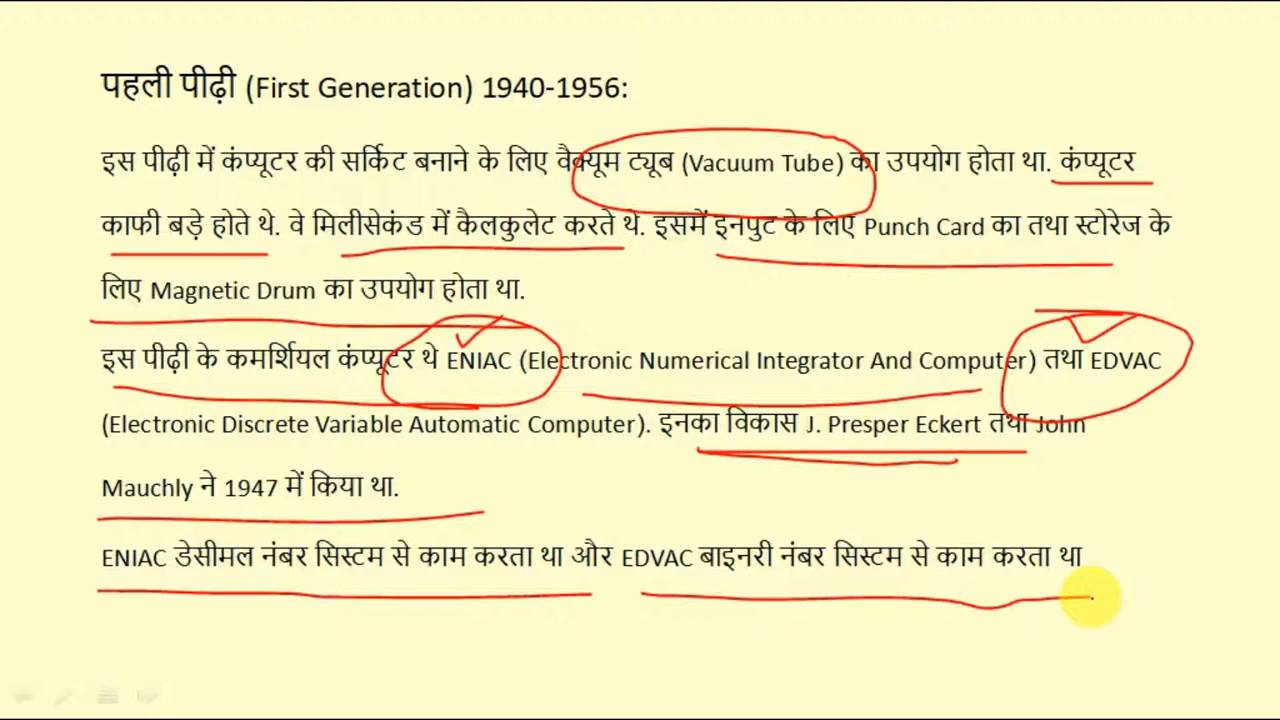 पहली पीढ़ी (First Generation) 1940-1956:
इस पीढ़ी में कंप्यूटर की सर्किट बनाने के लिए वैक्यूम ट्यूब (Vacuum Tube) का उपयोग होता था. कंप्यूटर
काफी बड़े होते थे. वे मिलीसेकंड में कैलकुलेट करते थे. इसमें इनपुट के लिए Punch Card का तथा स्टोरेज के
लिए Magnetic Drum का उपयोग होता था.
इस पीढ़ी के कमर्शियल कंप्यूटर थे ENIAC (Electronic Numerical Integrator And Computer) तथा EDVAC
(Electronic Discrete Variable Automatic Computer). इनका विकास J. Presper Eckert तथा John
Mauchly ने 1947 में किया था.
ENIAC डेसीमल नंबर सिस्टम से काम करता था और EDVAC बाइनरी नंबर सिस्टम से काम करता था